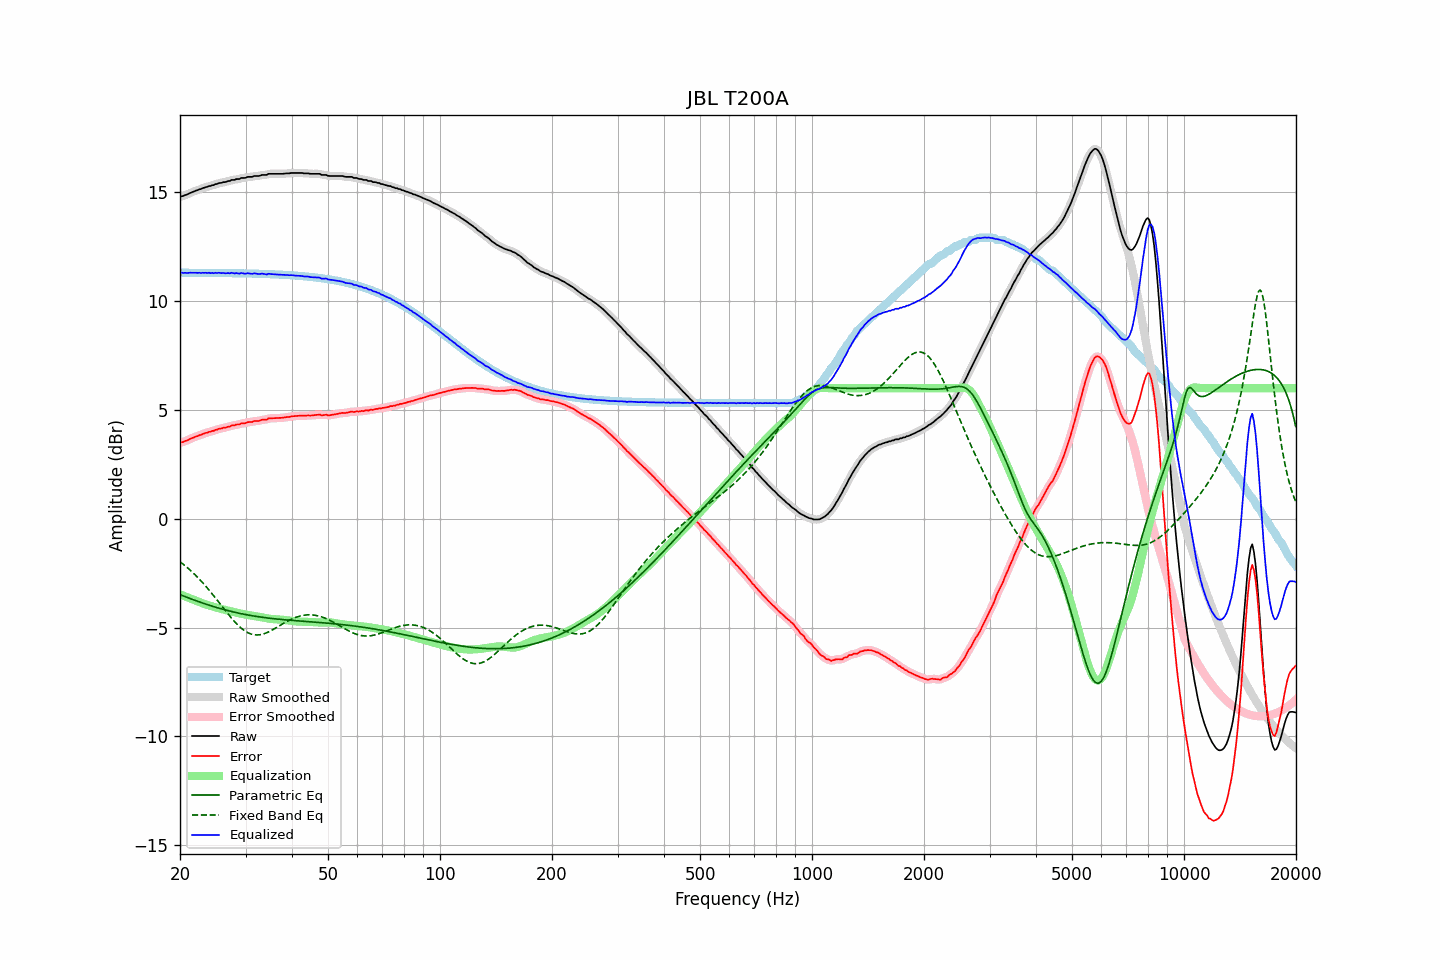 JBL T200A
Amplitude (dBr)
15
10
5
0
−5
−10
−15
Target
Raw Smoothed
Error Smoothed
Raw
Error
Equalization
Parametric Eq
Fixed Band Eq
Equalized
20
50
100
200
500
1000
2000
5000
10000
20000
Frequency (Hz)